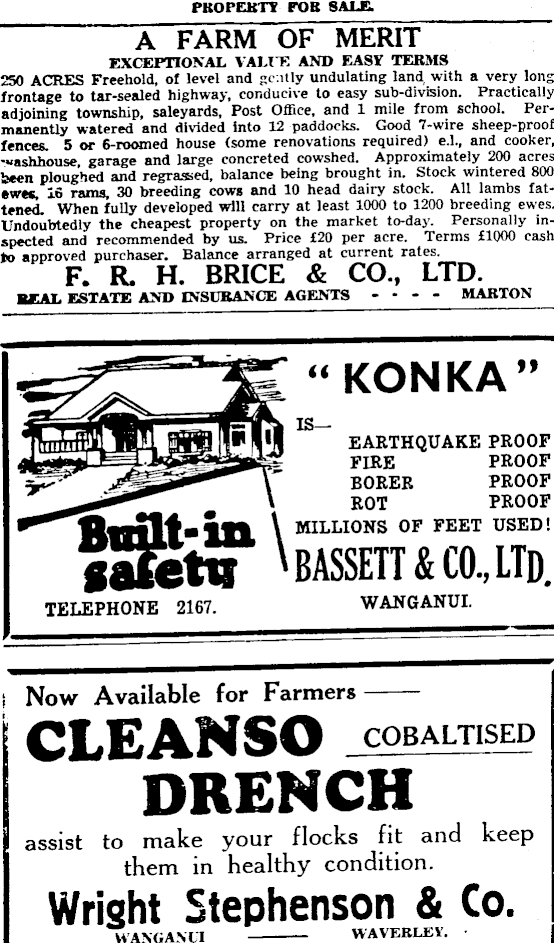 PROPERTY FOR SALE.
A FARM OF MERIT
EXCEPTIONAL VALUE AND EASY TERMS
250 ACRES Freehold, of level and gently undulating land, with a very long
frontage to tar-sealed highway, conducive to easy sub-division. Practically
adjoining township, saleyards, Post Office, and 1 mile from school. Per-
manently watered and divided into 12 paddocks. Good 7-wire sheep-proof
fences. 5 or 6-roomed house (some renovations required) e.l., and cooker,
washhouse, garage and large concreted cowshed. Approximately 200 acres
been ploughed and regrassed, balance being brought in. Stock wintered 800
ewes, 16 rams, 30 breeding cows and 10 head dairy stock. All lambs fat-
tened. When fully developed will carry at least 1000 to 1200 breeding ewes.
Undoubtedly the cheapest property on the market to-day. Personally in-
spected and recommended by us. Price £20 per acre. Terms £1000 cash
to approved purchaser. Balance arranged at current rates.
F. R. H. BRICE & CO., LTD.
REAL ESTATE AND INSURANCE AGENTS - - - - MARTON
"KONKA"
IS—
EARTHQUAKE PROOF
FIRE PROOF
BORER PROOF
ROT PROOF
MILLIONS OF FEET USED!
Built-in
safety
BASSETT & CO., LTD.
TELEPHONE 2167.
WANGANUI.
Now Available for Farmers —
CLEANSO COBALTISED
DRENCH
assist to make your flocks fit and keep
them in healthy condition.
Wright Stephenson & Co.
WANGANUI — WAVERLEY.